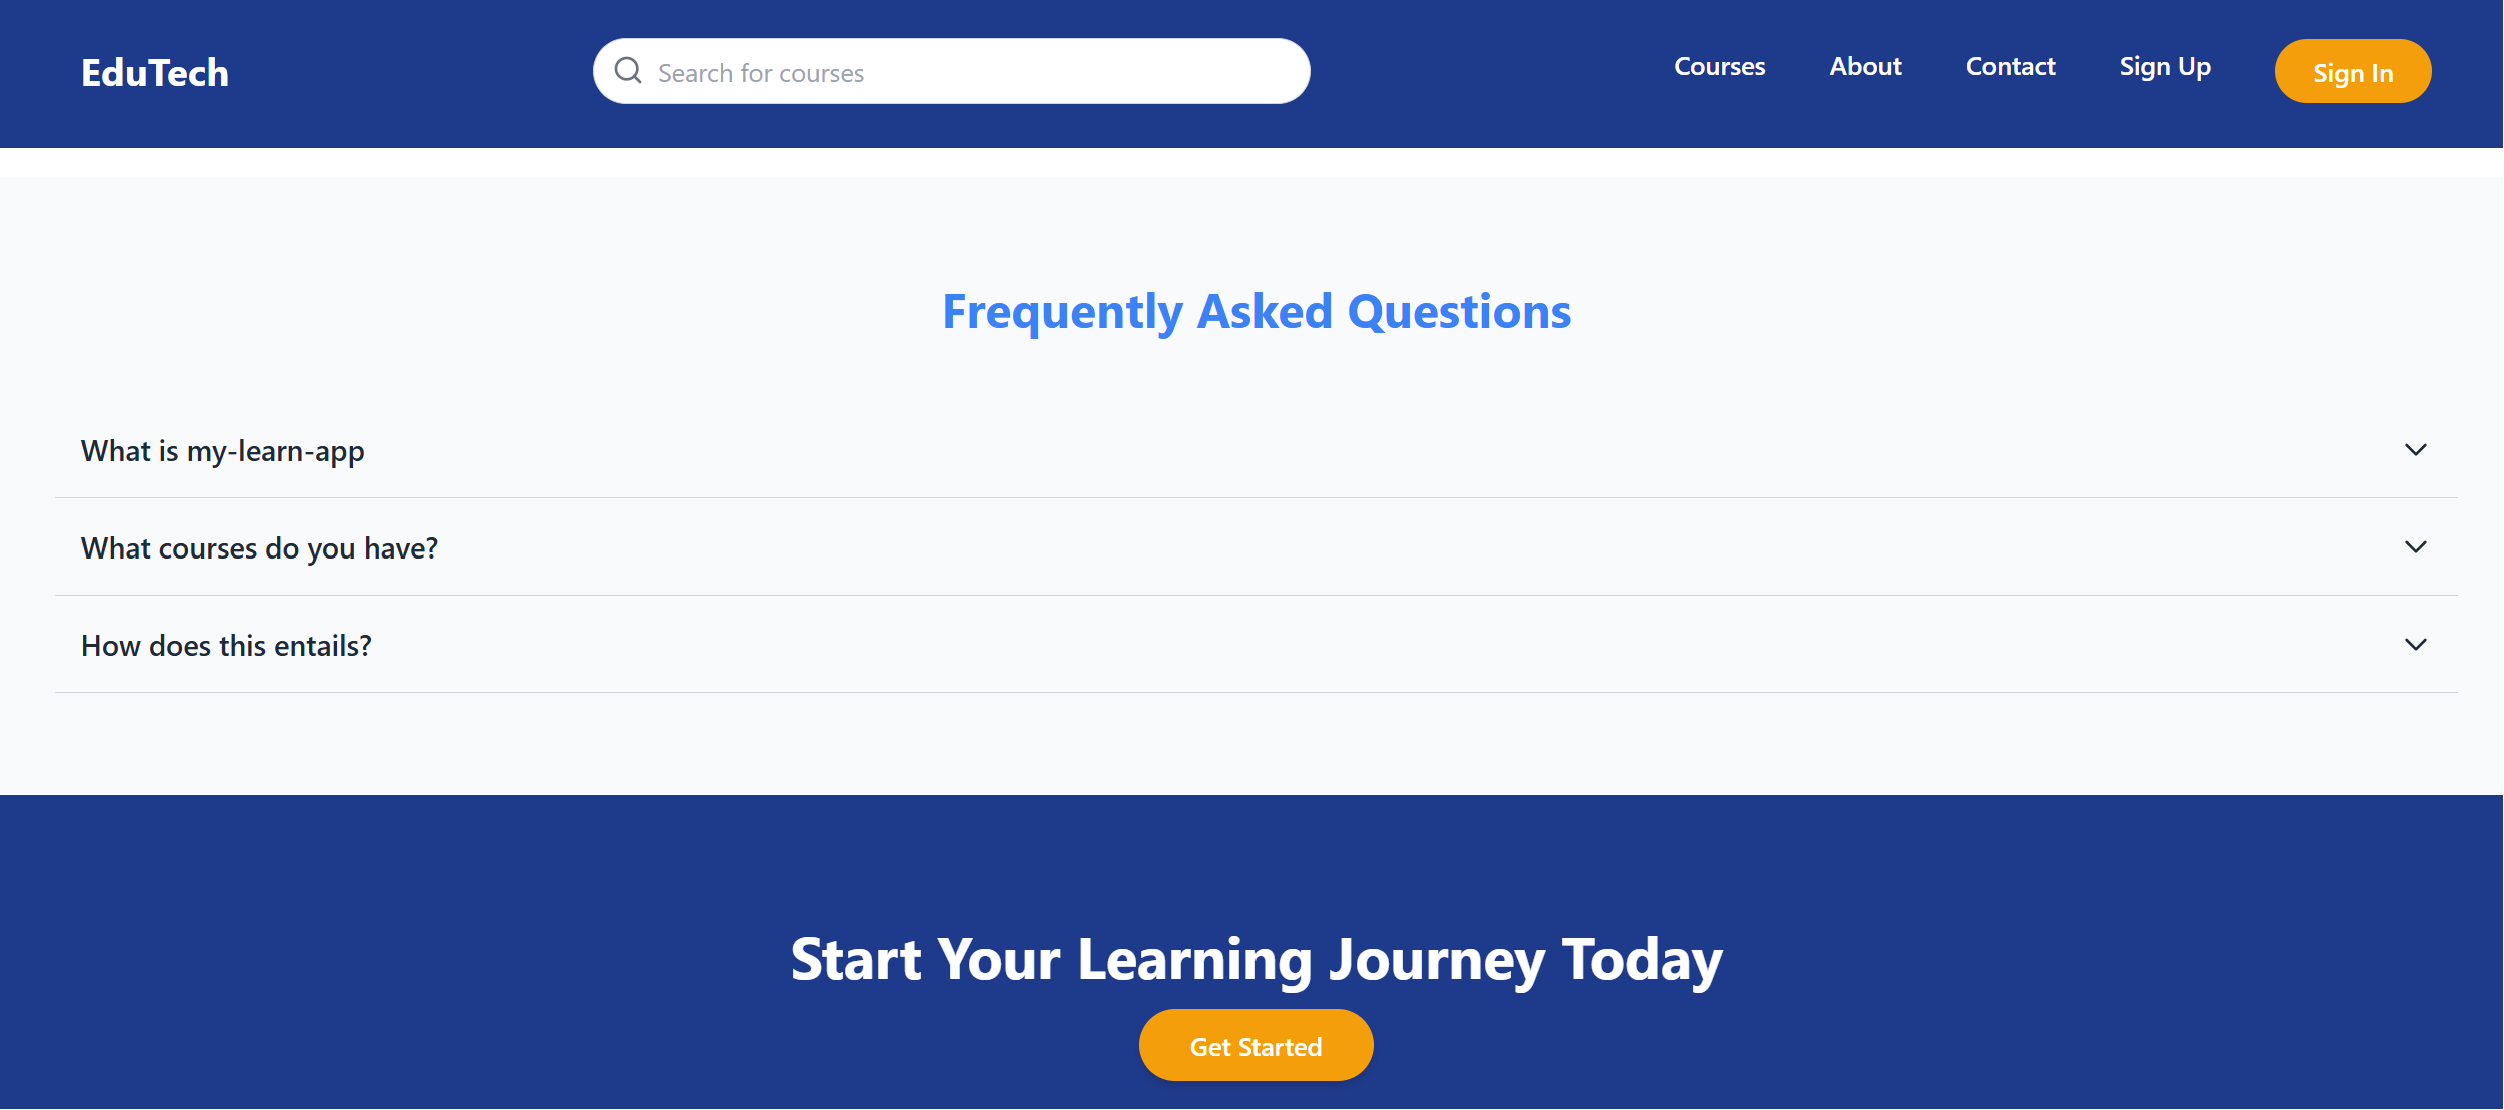 EduTech
Search for courses
Courses
About
Contact
Sign Up
Sign In
Frequently Asked Questions
What is my-learn-app
What courses do you have?
How does this entails?
Start Your Learning Journey Today
Get Started